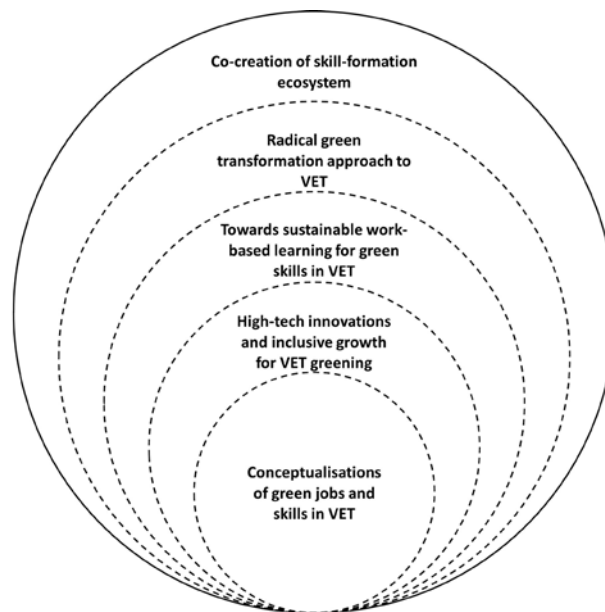 Co-creation of skill-formation
ecosystem
Radical green
transformation approach to
VET
Towards sustainable work-
based learning for green
skills in VET
High-tech innovations
and inclusive growth
for VET greening
Conceptualisations
of green jobs and
skills in VET